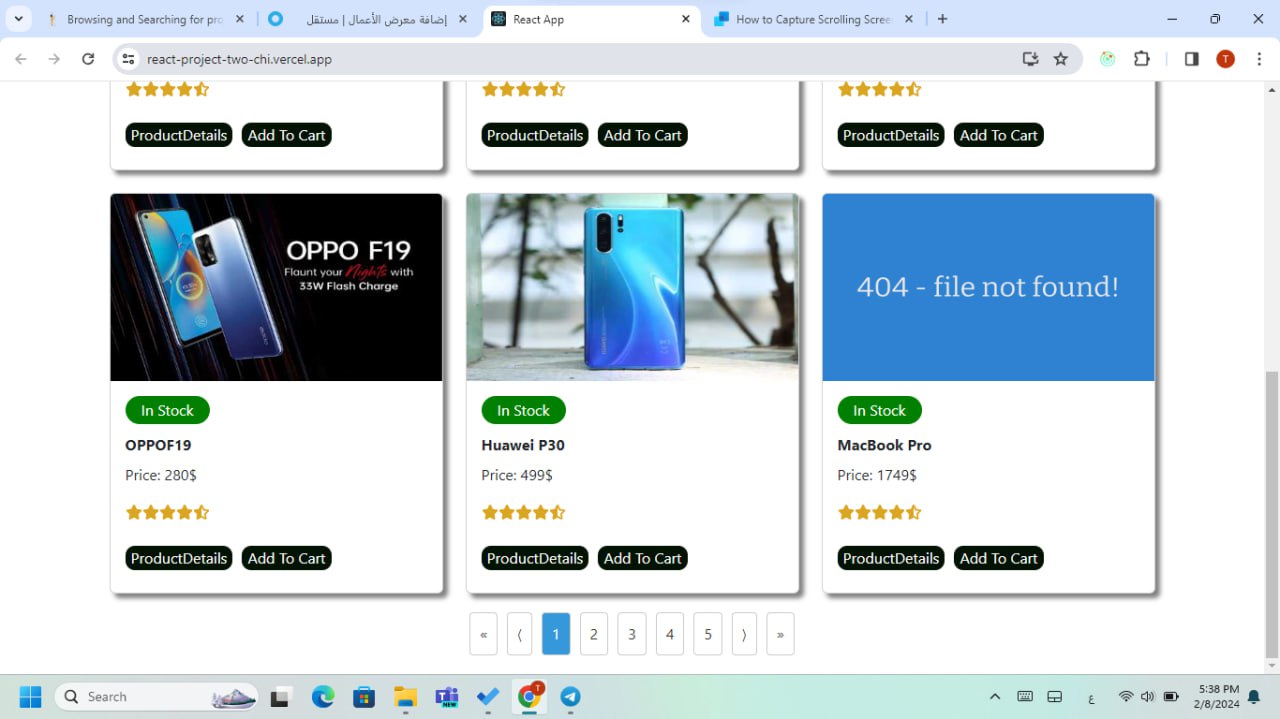 Browsing and Searching for pro
إضافة معرض الأعمال | مستقل
React App
How to Capture Scrolling Scree
react-project-two-chi.vercel.app
T
ProductDetails Add To Cart
ProductDetails Add To Cart
ProductDetails Add To Cart
OPPO F19
Flaunt your Nights with
33W Flash Charge
404 - file not found!
In Stock
OPPOF19
Price: 280$
ProductDetails Add To Cart
In Stock
Huawei P30
Price: 499$
ProductDetails Add To Cart
In Stock
MacBook Pro
Price: 1749$
ProductDetails Add To Cart
« ⟨ 1 2 3 4 5 ⟩ »
Search
NEW
T
ع
5:38 PM
2/8/2024